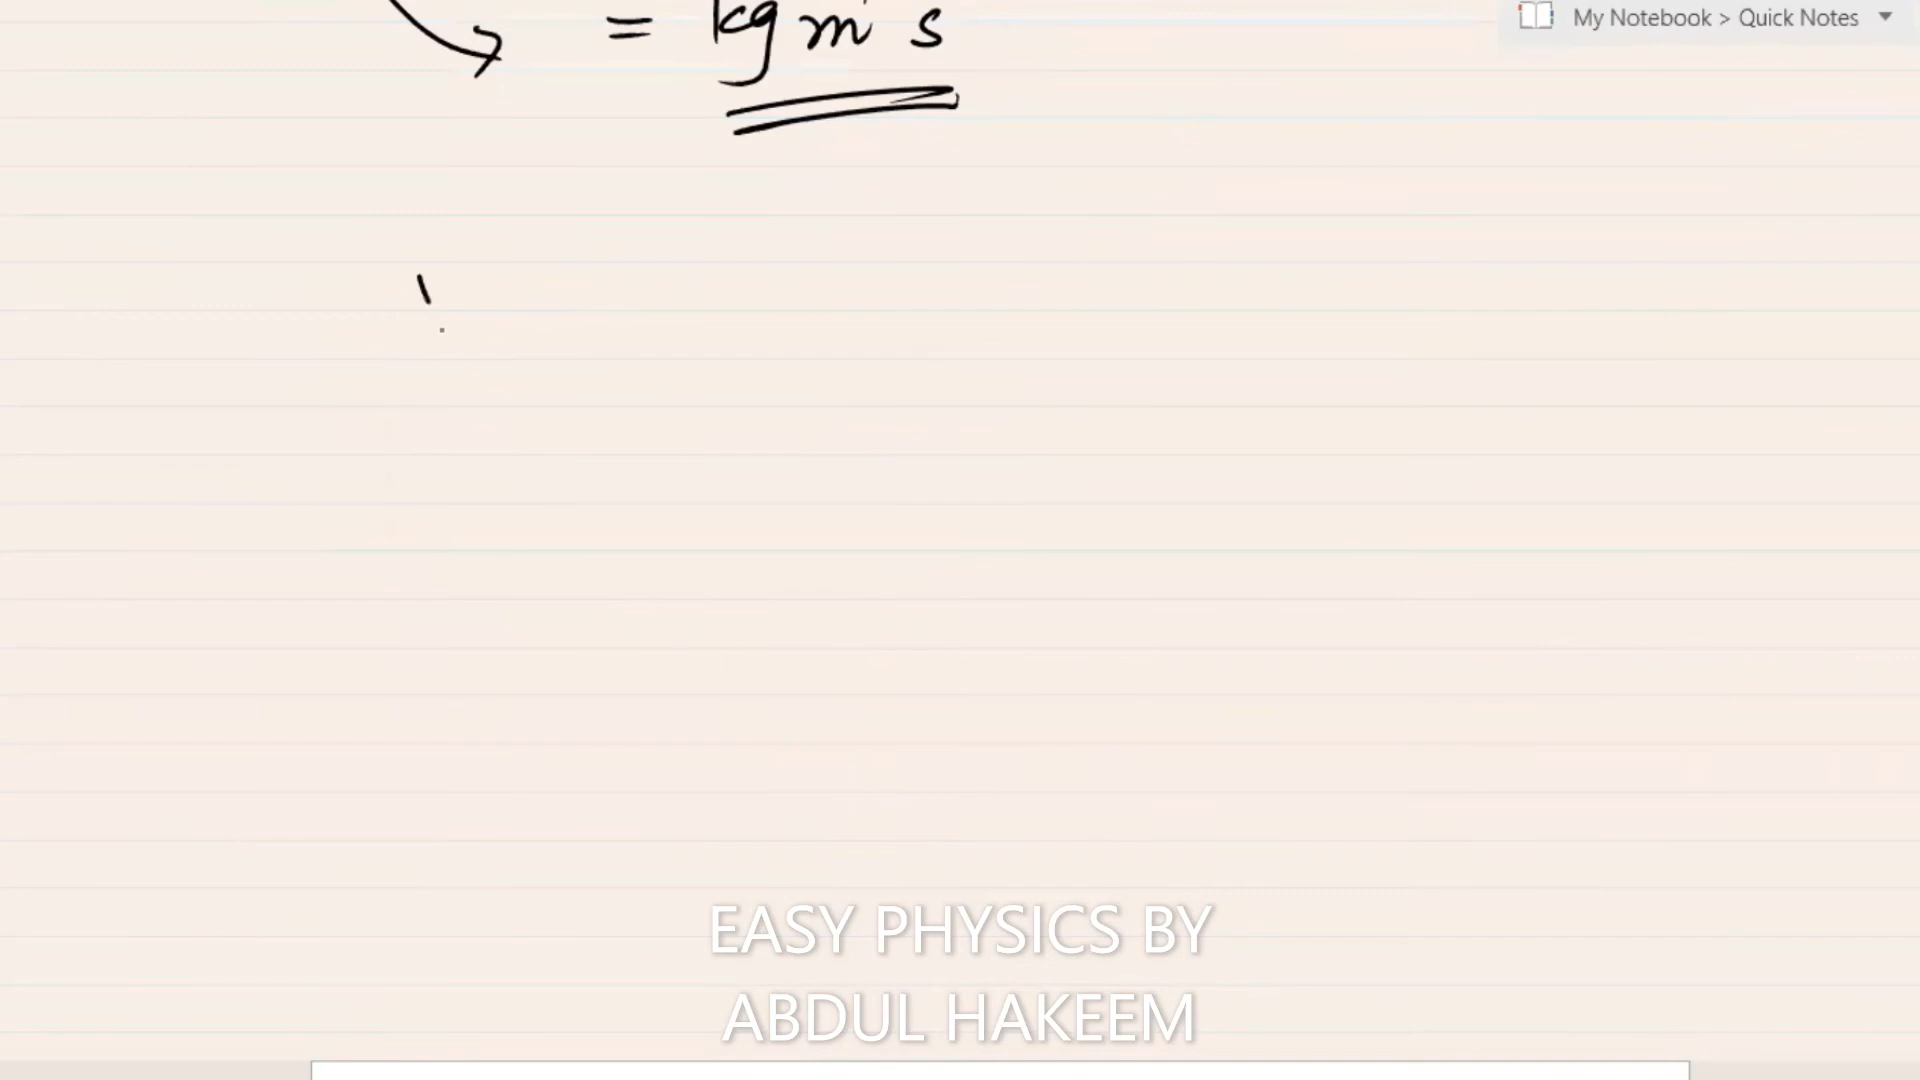 = kg m s
My Notebook > Quick Notes
EASY PHYSICS BY
ABDUL HAKEEM